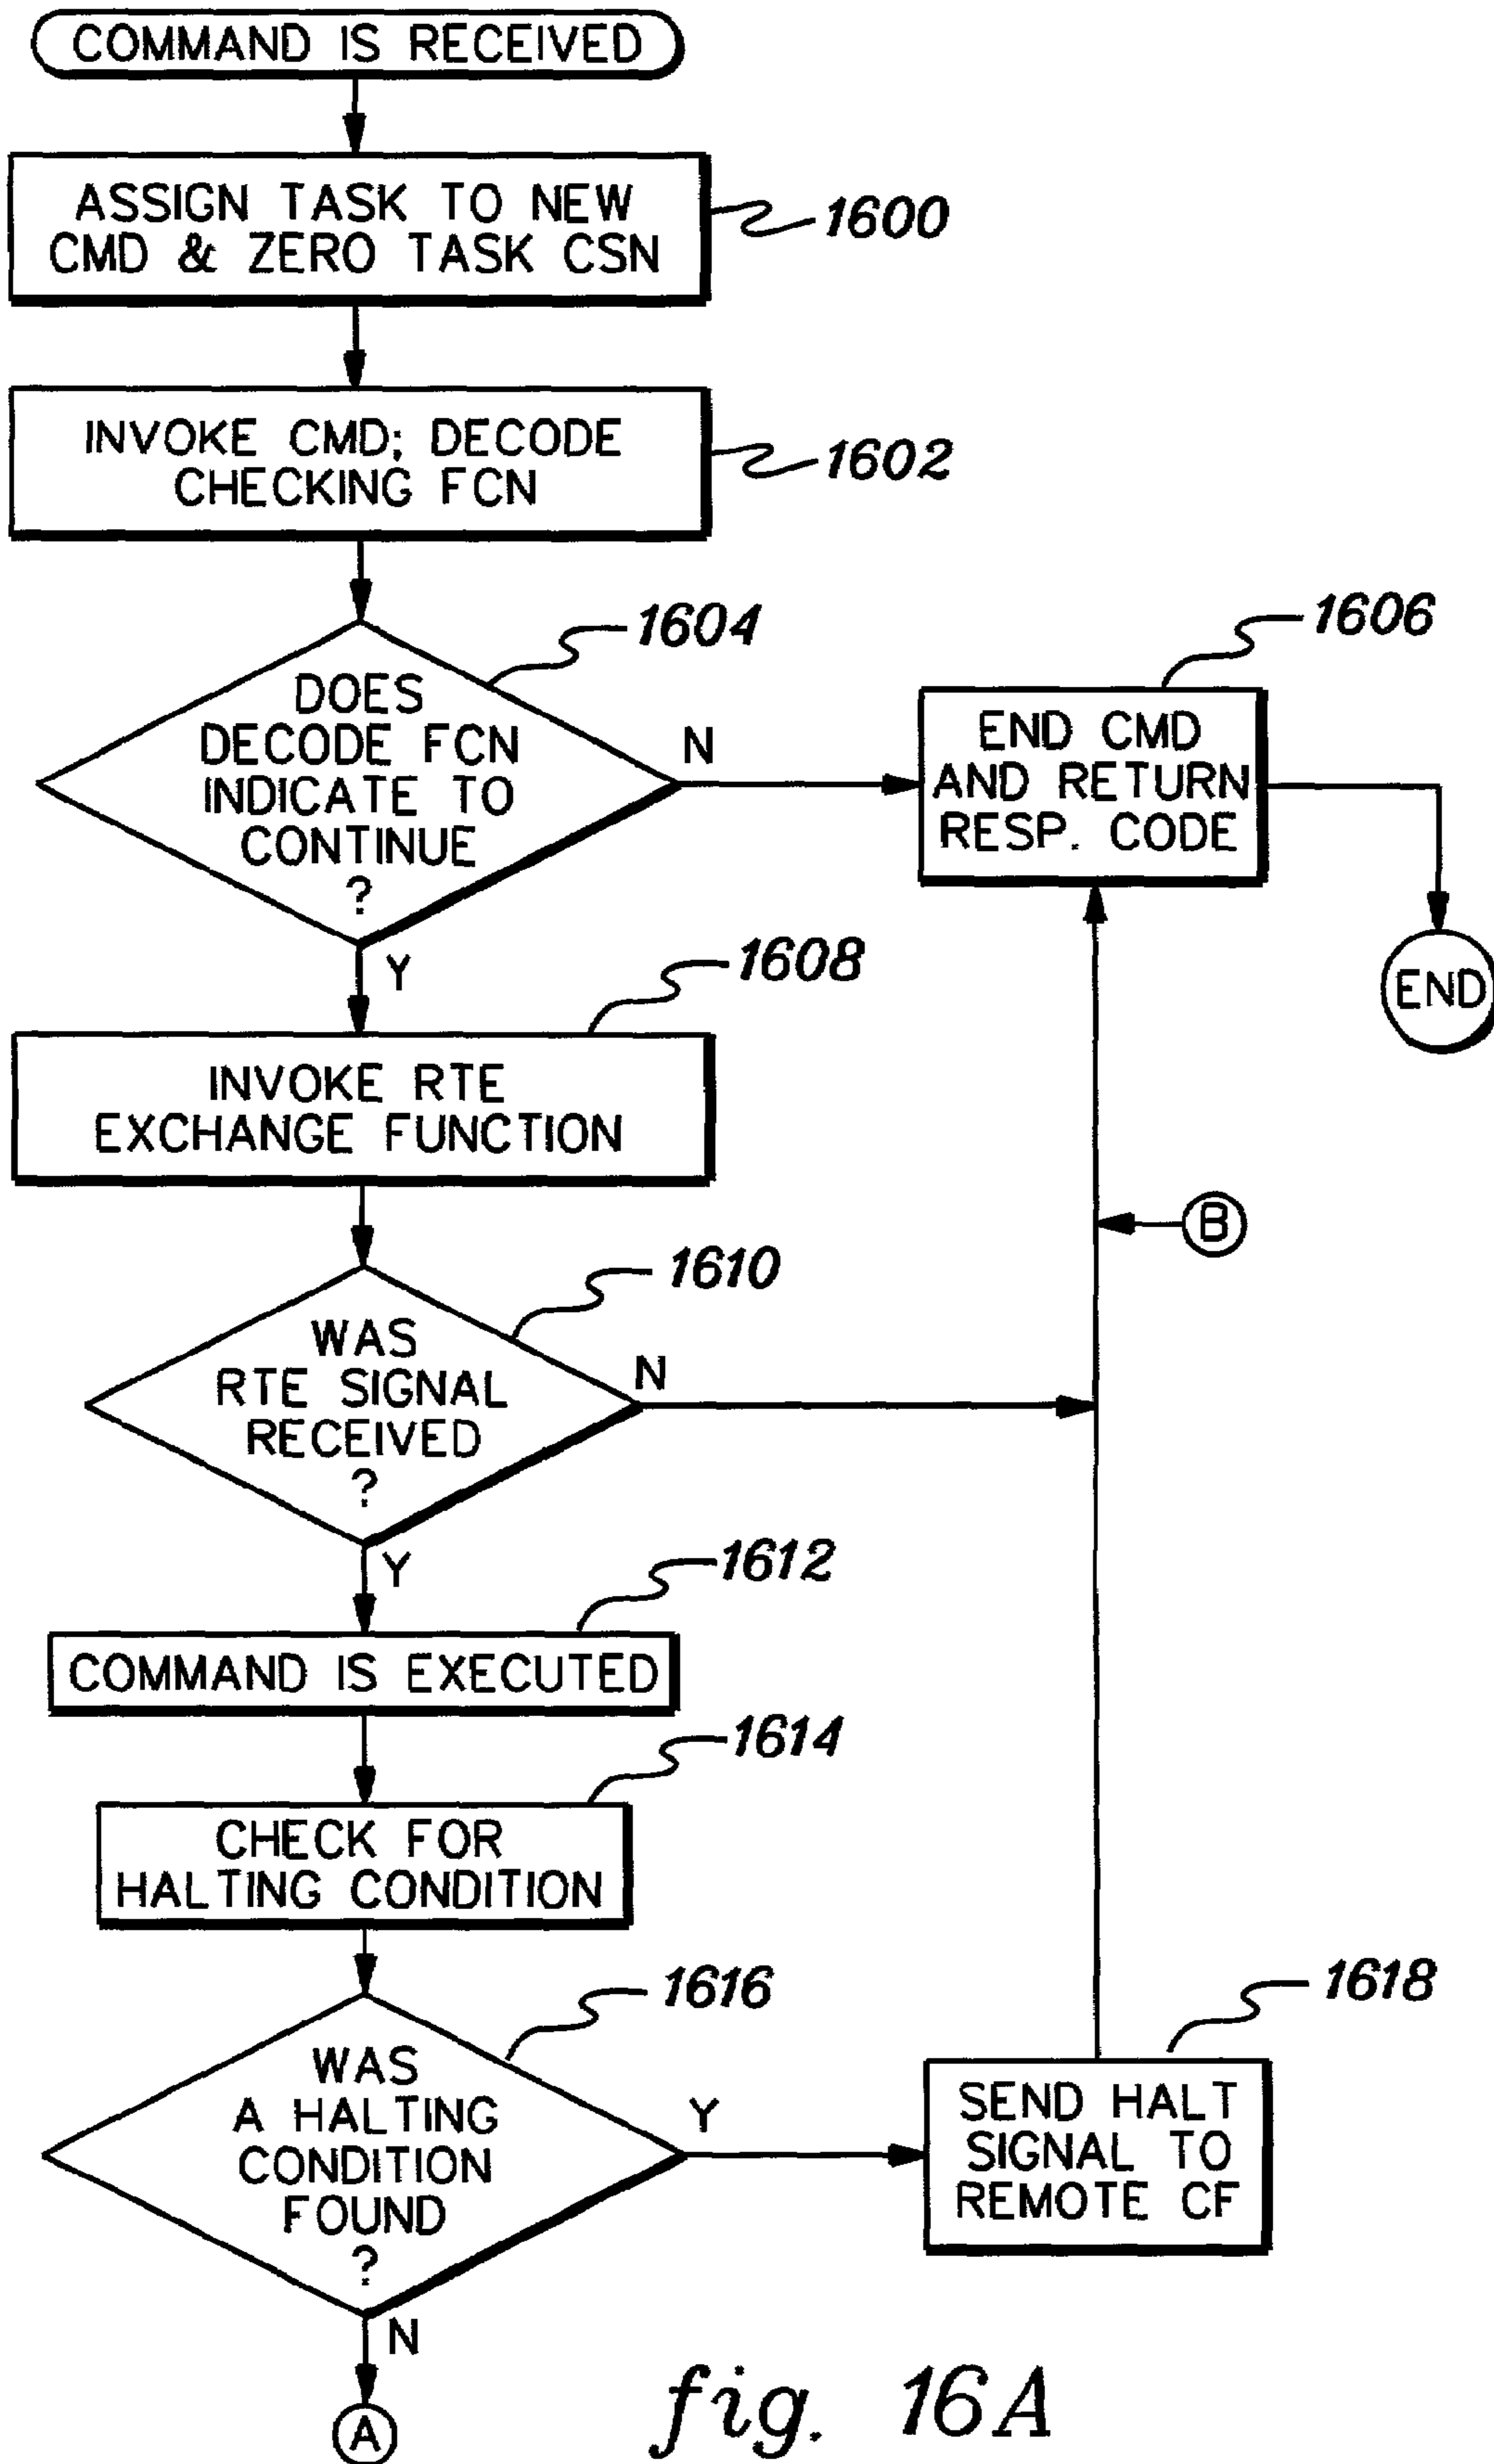 COMMAND IS RECEIVED
ASSIGN TASK TO NEW
CMD & ZERO TASK CSN
1600
INVOKE CMD; DECODE
CHECKING FCN
1602
DOES
DECODE FCN
INDICATE TO
CONTINUE
?
1604
N
Y
END CMD
AND RETURN
RESP. CODE
1606
END
INVOKE RTE
EXCHANGE FUNCTION
1608
B
WAS
RTE SIGNAL
RECEIVED
?
1610
N
Y
COMMAND IS EXECUTED
1612
CHECK FOR
HALTING CONDITION
1614
WAS
A HALTING
CONDITION
FOUND
?
1616
Y
N
SEND HALT
SIGNAL TO
REMOTE CF
1618
A
fig. 16A